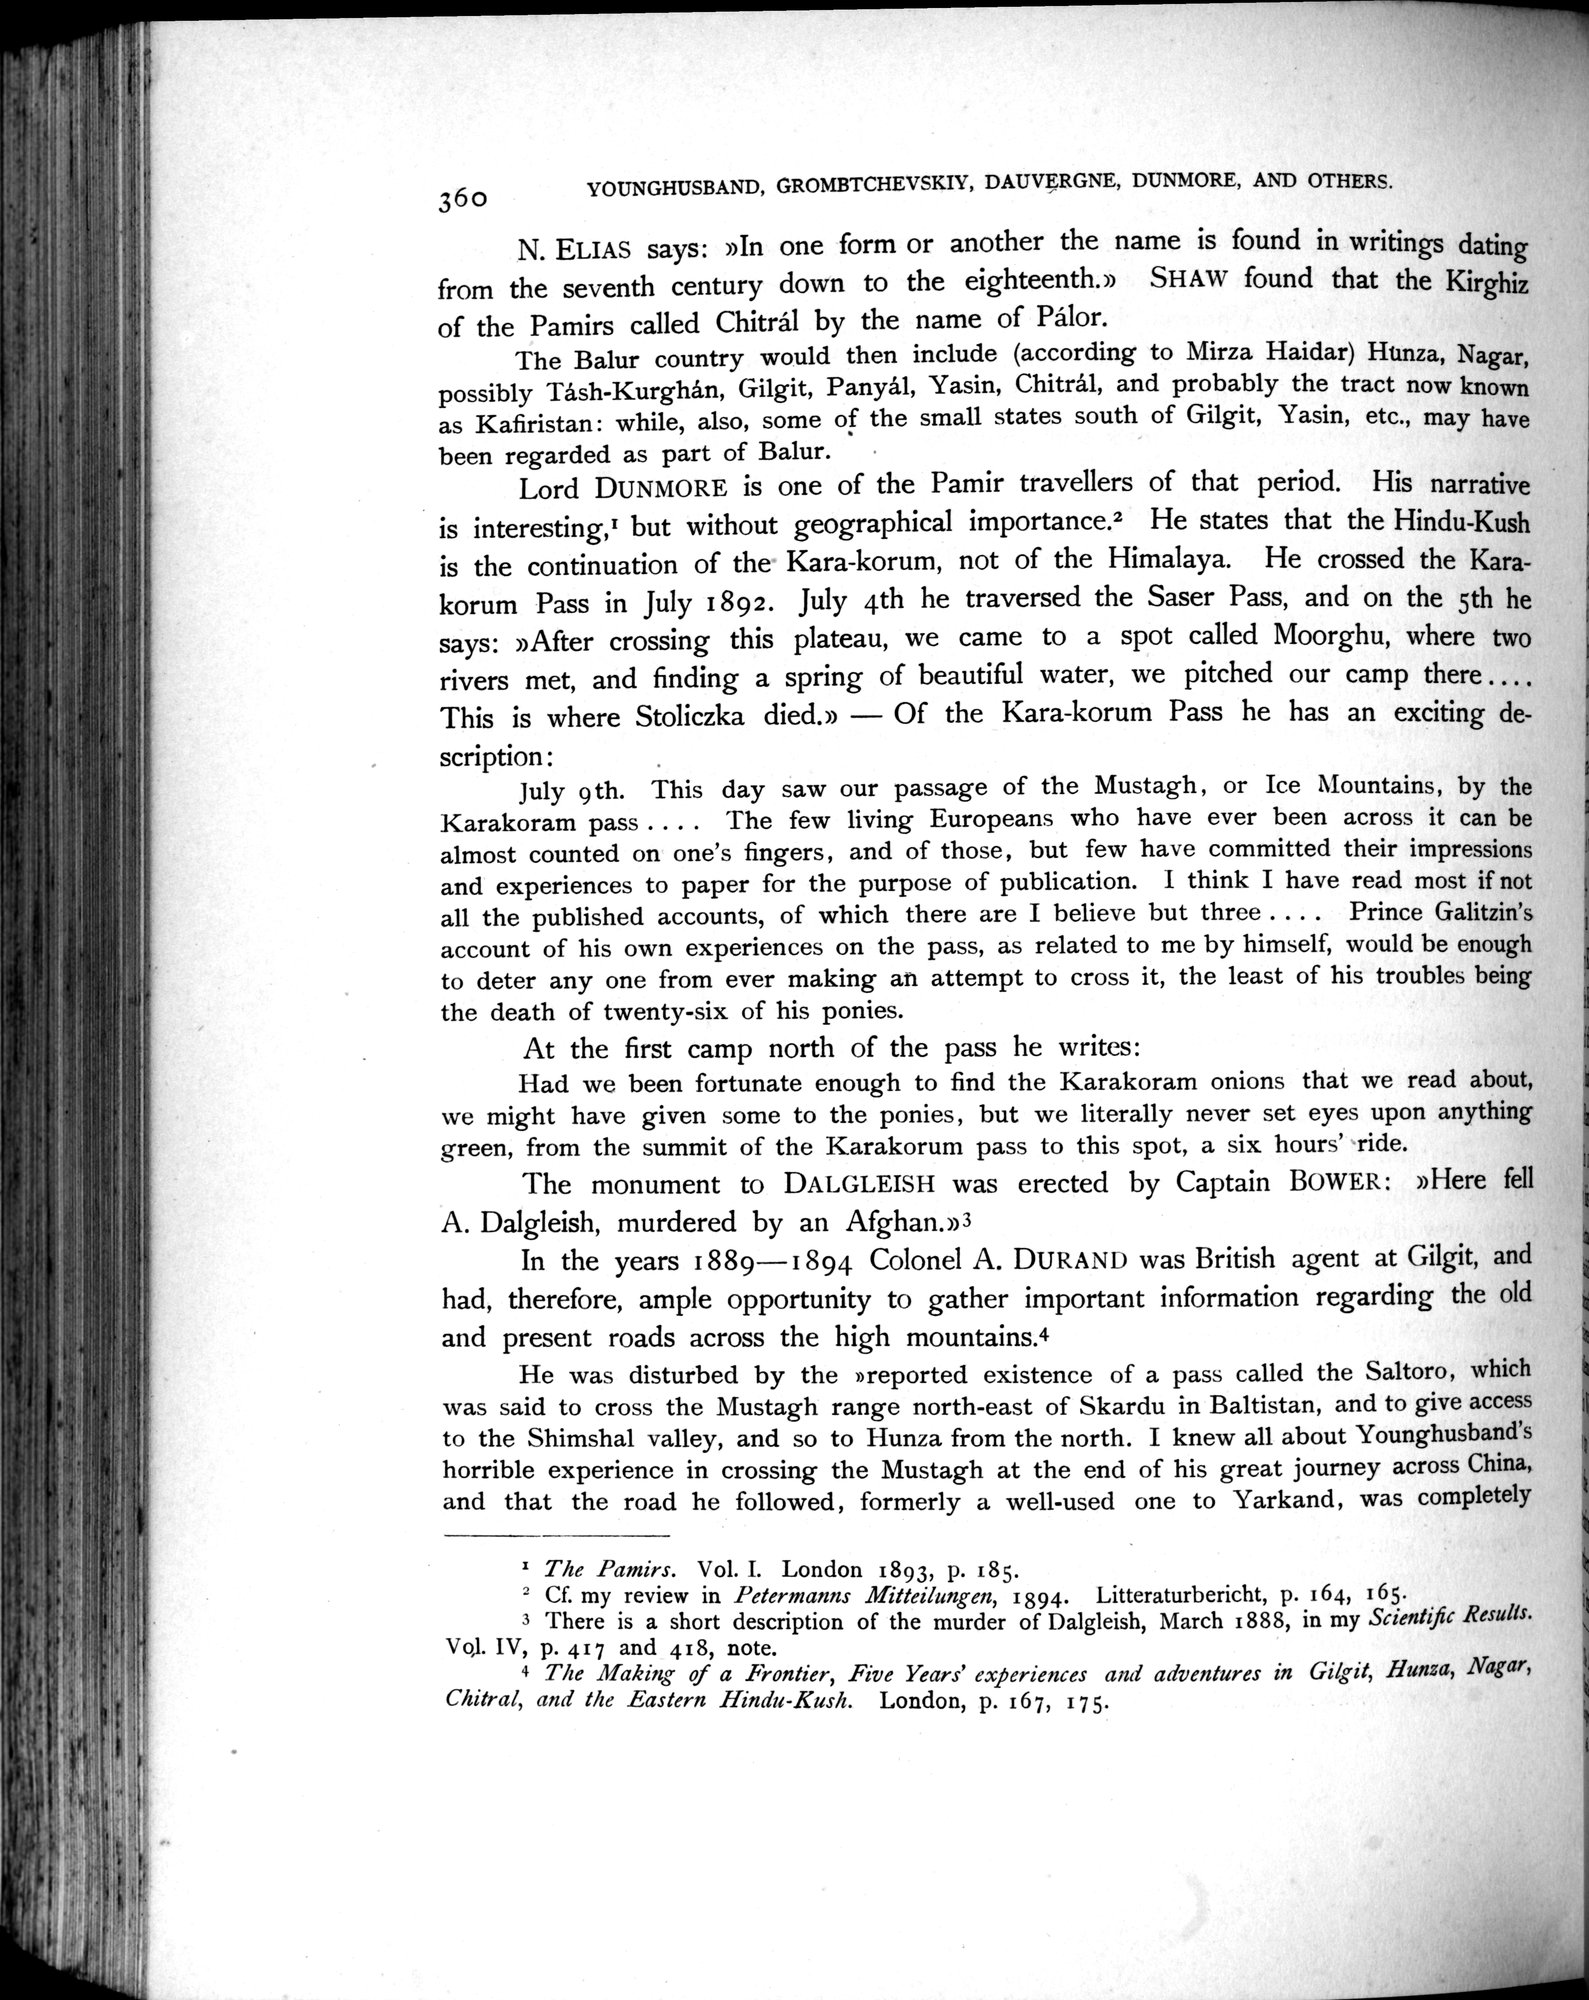 360
YOUNGHUSBAND, GROMBTCHEVSKIY, DAUVERGNE, DUNMORE, AND OTHERS.
N. ELIAS says: »In one form or another the name is found in writings dating
from the seventh century down to the eighteenth.» SHAW found that the Kirghiz
of the Pamirs called Chitrál by the name of Pálor.
The Balur country would then include (according to Mirza Haidar) Hunza, Nagar,
possibly Tásh-Kurghán, Gilgit, Panyál, Yasin, Chitrál, and probably the tract now known
as Kafiristan: while, also, some of the small states south of Gilgit, Yasin, etc., may have
been regarded as part of Balur.
Lord DUNMORE is one of the Pamir travellers of that period. His narrative
is interesting,¹ but without geographical importance.² He states that the Hindu-Kush
is the continuation of the Kara-korum, not of the Himalaya. He crossed the Kara-
korum Pass in July 1892. July 4th he traversed the Saser Pass, and on the 5th he
says: »After crossing this plateau, we came to a spot called Moorghu, where two
rivers met, and finding a spring of beautiful water, we pitched our camp there....
This is where Stoliczka died.» — Of the Kara-korum Pass he has an exciting de-
scription:
July 9th. This day saw our passage of the Mustagh, or Ice Mountains, by the
Karakoram pass .... The few living Europeans who have ever been across it can be
almost counted on one's fingers, and of those, but few have committed their impressions
and experiences to paper for the purpose of publication. I think I have read most if not
all the published accounts, of which there are I believe but three .... Prince Galitzin's
account of his own experiences on the pass, as related to me by himself, would be enough
to deter any one from ever making an attempt to cross it, the least of his troubles being
the death of twenty-six of his ponies.
At the first camp north of the pass he writes:
Had we been fortunate enough to find the Karakoram onions that we read about,
we might have given some to the ponies, but we literally never set eyes upon anything
green, from the summit of the Karakorum pass to this spot, a six hours' ride.
The monument to DALGLEISH was erected by Captain BOWER: »Here fell
A. Dalgleish, murdered by an Afghan.»³
In the years 1889—1894 Colonel A. DURAND was British agent at Gilgit, and
had, therefore, ample opportunity to gather important information regarding the old
and present roads across the high mountains.⁴
He was disturbed by the »reported existence of a pass called the Saltoro, which
was said to cross the Mustagh range north-east of Skardu in Baltistan, and to give access
to the Shimshal valley, and so to Hunza from the north. I knew all about Younghusband's
horrible experience in crossing the Mustagh at the end of his great journey across China,
and that the road he followed, formerly a well-used one to Yarkand, was completely
¹ The Pamirs. Vol. I. London 1893, p. 185.
² Cf. my review in Petermanns Mitteilungen, 1894. Litteraturbericht, p. 164, 165.
³ There is a short description of the murder of Dalgleish, March 1888, in my Scientific Results.
Vol. IV, p. 417 and 418, note.
⁴ The Making of a Frontier, Five Years' experiences and adventures in Gilgit, Hunza, Nagar,
Chitral, and the Eastern Hindu-Kush. London, p. 167, 175.